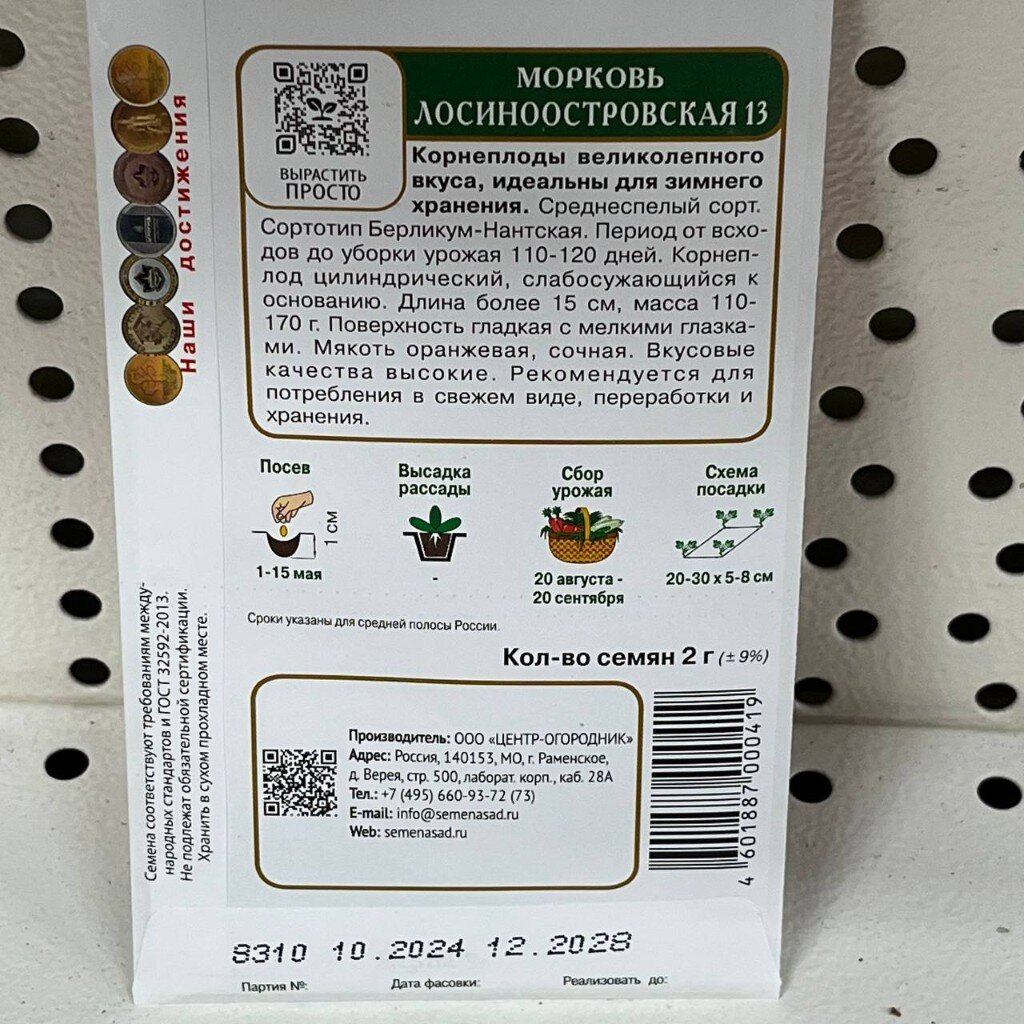 Наши достижения
ВЫРАСТИТЬ
ПРОСТО
МОРКОВЬ
ЛОСИНООСТРОВСКАЯ 13
Корнеплоды великолепного
вкуса, идеальны для зимнего
хранения. Среднеспелый сорт.
Сортотип Берликум-Нантская. Период от всхо-
дов до уборки урожая 110-120 дней. Корнеп-
лод цилиндрический, слабосужающийся к
основанию. Длина более 15 см, масса 110-
170 г. Поверхность гладкая с мелкими глазка-
ми. Мякоть оранжевая, сочная. Вкусовые
качества высокие. Рекомендуется для
потребления в свежем виде, переработки и
хранения.
Посев
1 см
1-15 мая
Высадка
рассады
-
Сбор
урожая
20 августа -
20 сентября
Схема
посадки
20-30 х 5-8 см
Сроки указаны для средней полосы России.
Кол-во семян 2 г (± 9%)
Семена соответствуют требованиям между-
народных стандартов и ГОСТ 32592-2013.
Не подлежат обязательной сертификации.
Хранить в сухом прохладном месте.
Производитель: ООО «ЦЕНТР-ОГОРОДНИК»
Адрес: Россия, 140153, МО, г. Раменское,
д. Верея, стр. 500, лаборат. корп., каб. 28А
Тел.: +7 (495) 660-93-72 (73)
E-mail: info@semenasad.ru
Web: semenasad.ru
4 601887 000419
8310 10.2024 12.2028
Партия №: Дата фасовки: Реализовать до: